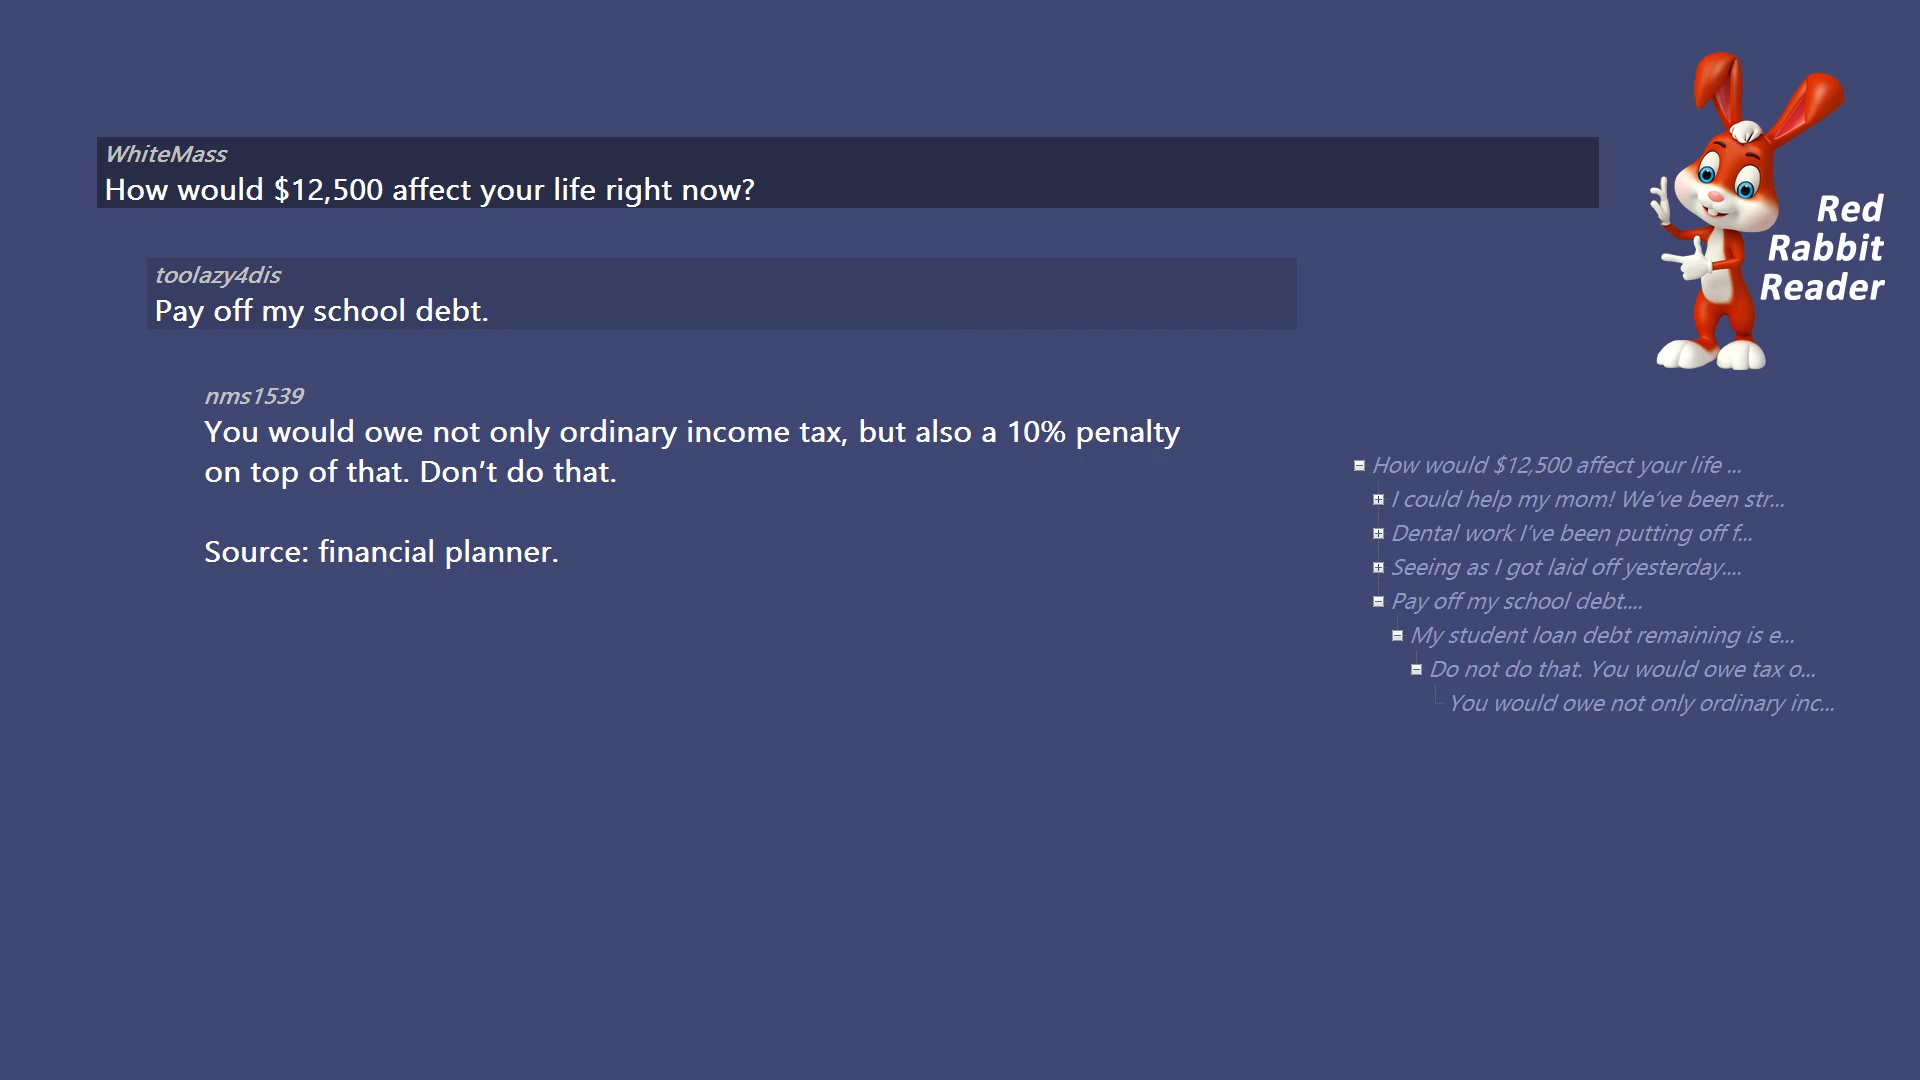 WhiteMass
How would $12,500 affect your life right now?
toolazy4dis
Pay off my school debt.
nms1539
You would owe not only ordinary income tax, but also a 10% penalty
on top of that. Don’t do that.
Source: financial planner.
Red
Rabbit
Reader
How would $12,500 affect your life ...
I could help my mom! We’ve been str...
Dental work I’ve been putting off f...
Seeing as I got laid off yesterday....
Pay off my school debt....
My student loan debt remaining is e...
Do not do that. You would owe tax o...
You would owe not only ordinary inc...